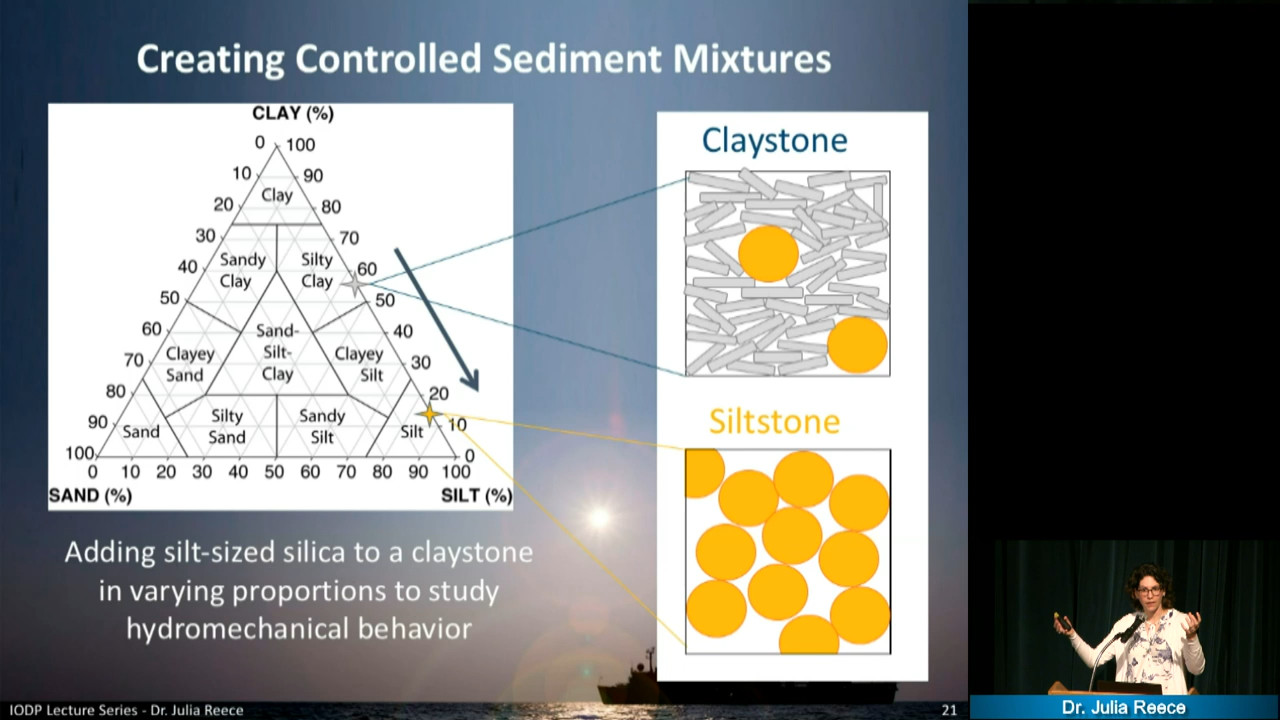 Creating Controlled Sediment Mixtures
CLAY (%)
0 100
10 90
Clay
20 80
30 70
Sandy Clay
Silty Clay
40 60
50 50
60 40
Sand-Silt-Clay
70 30
Clayey Sand
Clayey Silt
80 20
90 10
Sand
Silty Sand
Sandy Silt
Silt
100 0
0 10 20 30 40 50 60 70 80 90 100
SAND (%) SILT (%)
Claystone
Siltstone
Adding silt-sized silica to a claystone
in varying proportions to study
hydromechanical behavior
IODP Lecture Series - Dr. Julia Reece
21
Dr. Julia Reece